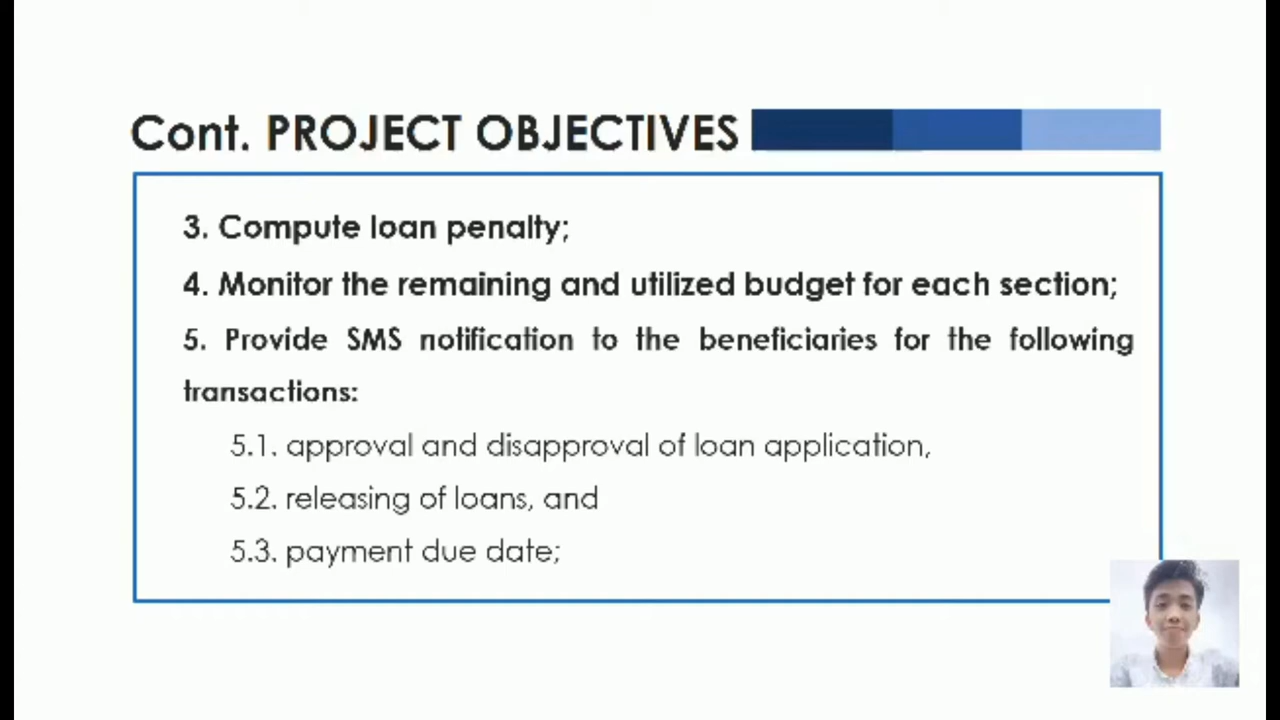 Cont. PROJECT OBJECTIVES
3. Compute loan penalty;
4. Monitor the remaining and utilized budget for each section;
5. Provide SMS notification to the beneficiaries for the following
transactions:
5.1. approval and disapproval of loan application,
5.2. releasing of loans, and
5.3. payment due date;